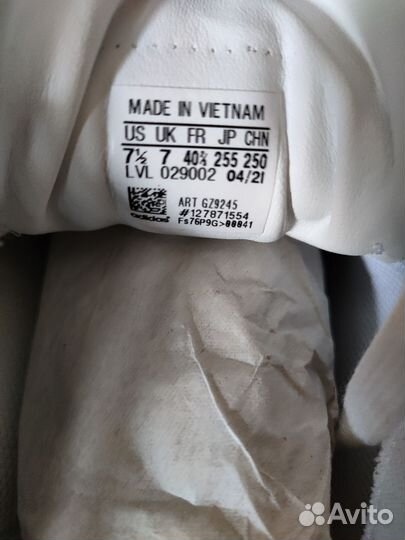 MADE IN VIETNAM
US UK FR JP CHN
7½ 7 40⅔ 255 250
LVL 029002 04/21
ART GZ9245
#127871554
adidas Fs76P9G>00041
Avito